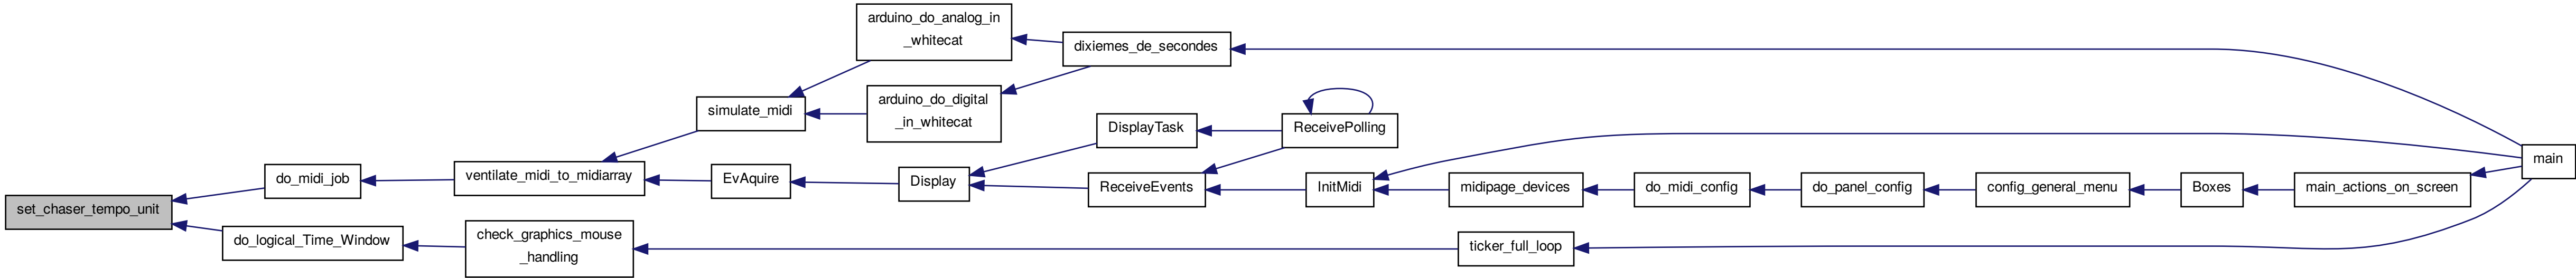 set_chaser_tempo_unit
do_midi_job
do_logical_Time_Window
ventilate_midi_to_midiarray
check_graphics_mouse
_handling
simulate_midi
EvAquire
arduino_do_analog_in
_whitecat
arduino_do_digital
_in_whitecat
Display
dixiemes_de_secondes
DisplayTask
ReceiveEvents
ReceivePolling
InitMidi
midipage_devices
ticker_full_loop
do_midi_config
do_panel_config
config_general_menu
Boxes
main_actions_on_screen
main